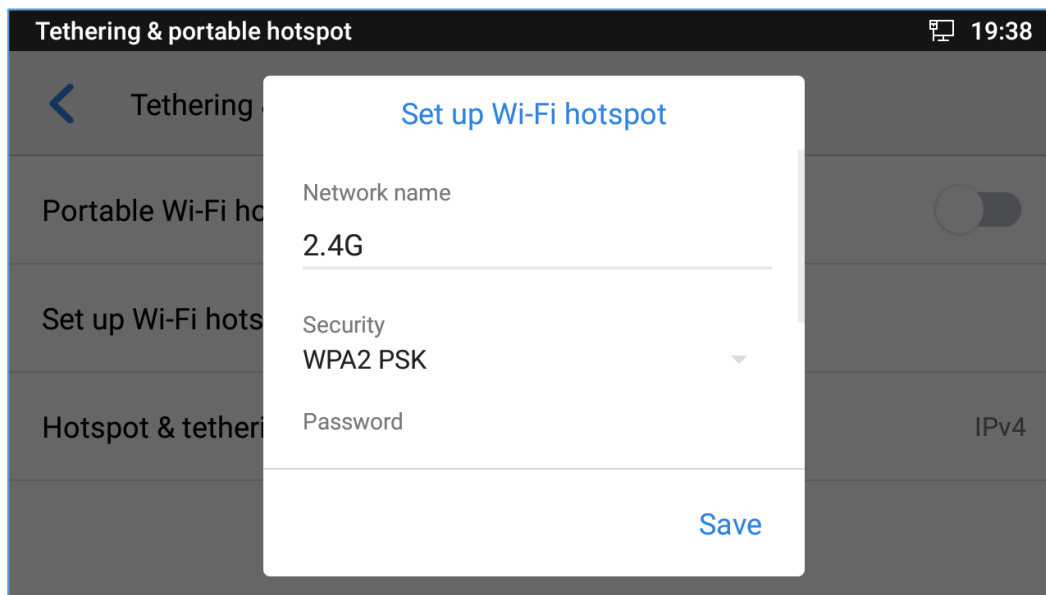 Tethering & portable hotspot 19:38
Tethering
Set up Wi-Fi hotspot
Network name
Portable Wi-Fi ho
2.4G
Set up Wi-Fi hots
Security
WPA2 PSK
Password
Hotspot & tetheri IPv4
Save